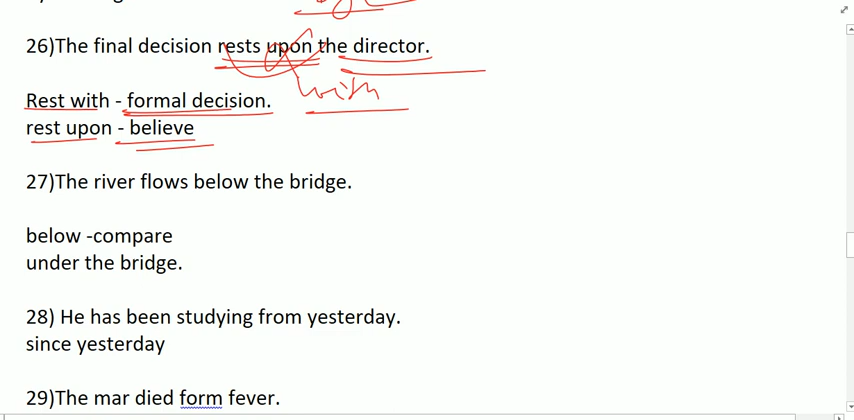 26)The final decision rests upon the director.
with
Rest with - formal decision.
rest upon - believe
27)The river flows below the bridge.
below -compare
under the bridge.
28) He has been studying from yesterday.
since yesterday
29)The mar died form fever.